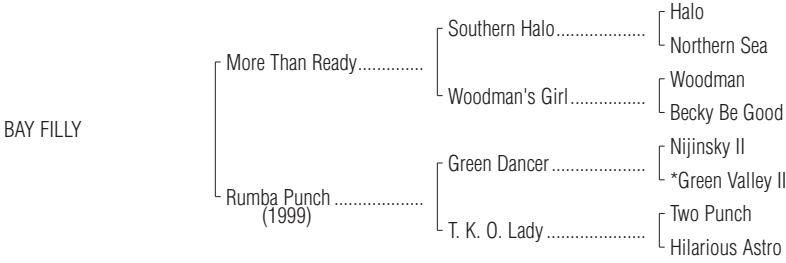 Halo
Southern Halo....................
Northern Sea
More Than Ready..............
Woodman
Woodman's Girl.................
Becky Be Good
BAY FILLY
Nijinsky II
Green Dancer.....................
*Green Valley II
Rumba Punch....................
(1999)
Two Punch
T. K. O. Lady......................
Hilarious Astro